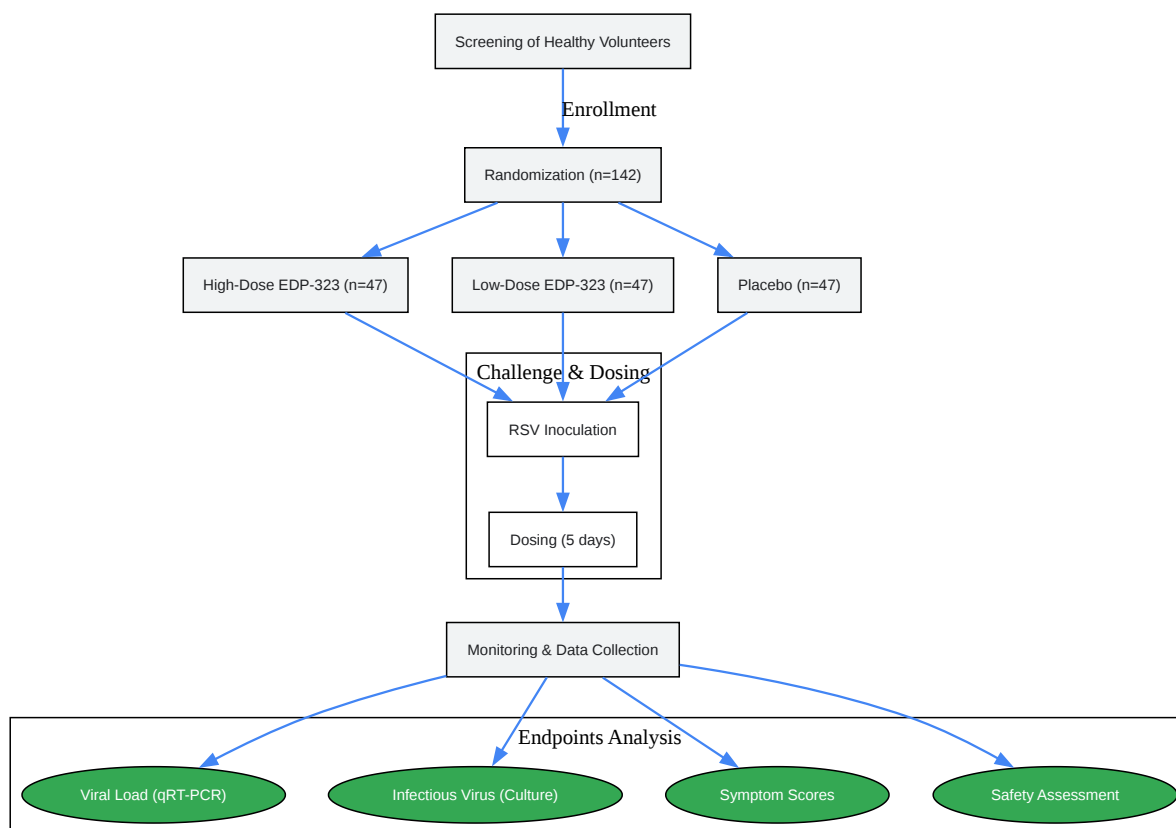 Screening of Healthy Volunteers
Enrollment
Randomization (n=142)
High-Dose EDP-323 (n=47)
Low-Dose EDP-323 (n=47)
Placebo (n=47)
Challenge & Dosing
RSV Inoculation
Dosing (5 days)
Monitoring & Data Collection
Endpoints Analysis
Viral Load (qRT-PCR)
Infectious Virus (Culture)
Symptom Scores
Safety Assessment